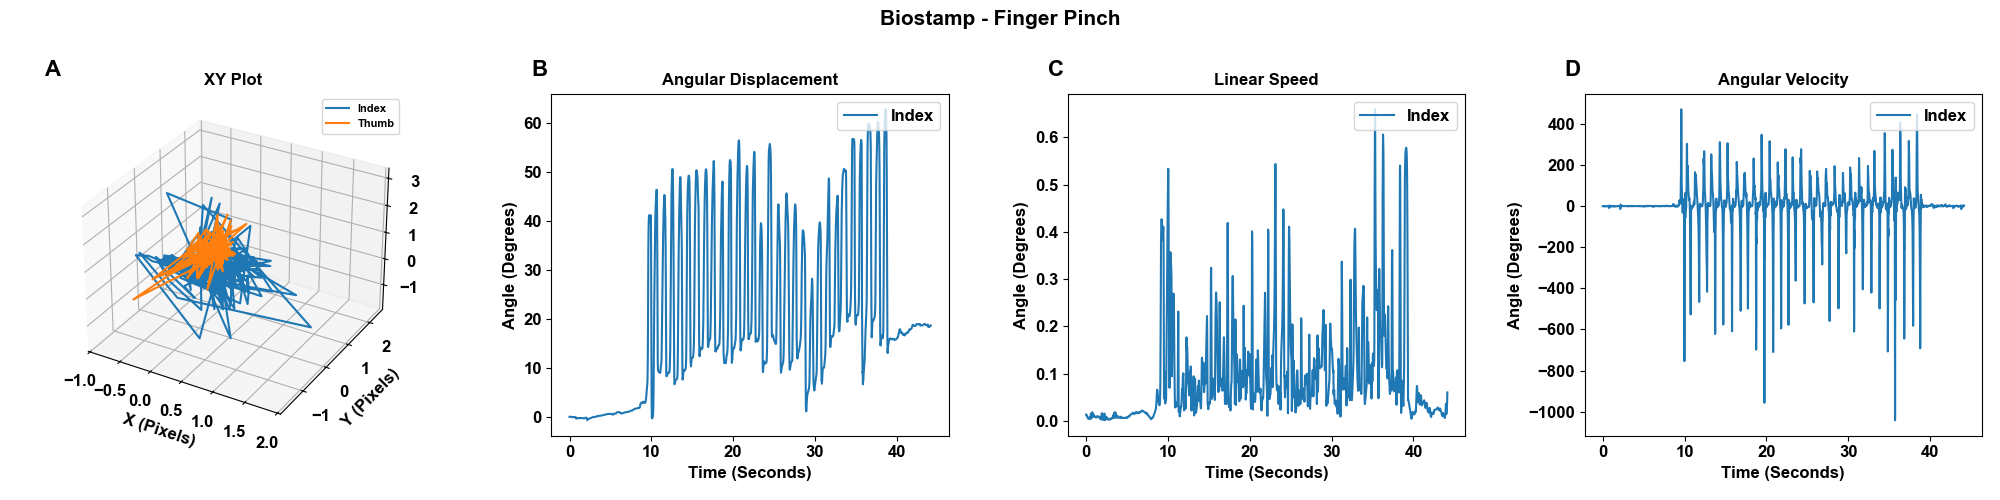 Biostamp - Finger Pinch
A
XY Plot
Index
Thumb
3
2
1
0
−1
−1.0
−0.5
0.0
0.5
1.0
1.5
2.0
X (Pixels)
−1
0
1
2
Y (Pixels)
B
Angular Displacement
Index
60
50
40
30
20
10
0
Angle (Degrees)
0 10 20 30 40
Time (Seconds)
C
Linear Speed
Index
0.6
0.5
0.4
0.3
0.2
0.1
0.0
Angle (Degrees)
0 10 20 30 40
Time (Seconds)
D
Angular Velocity
Index
400
200
0
−200
−400
−600
−800
−1000
Angle (Degrees)
0 10 20 30 40
Time (Seconds)